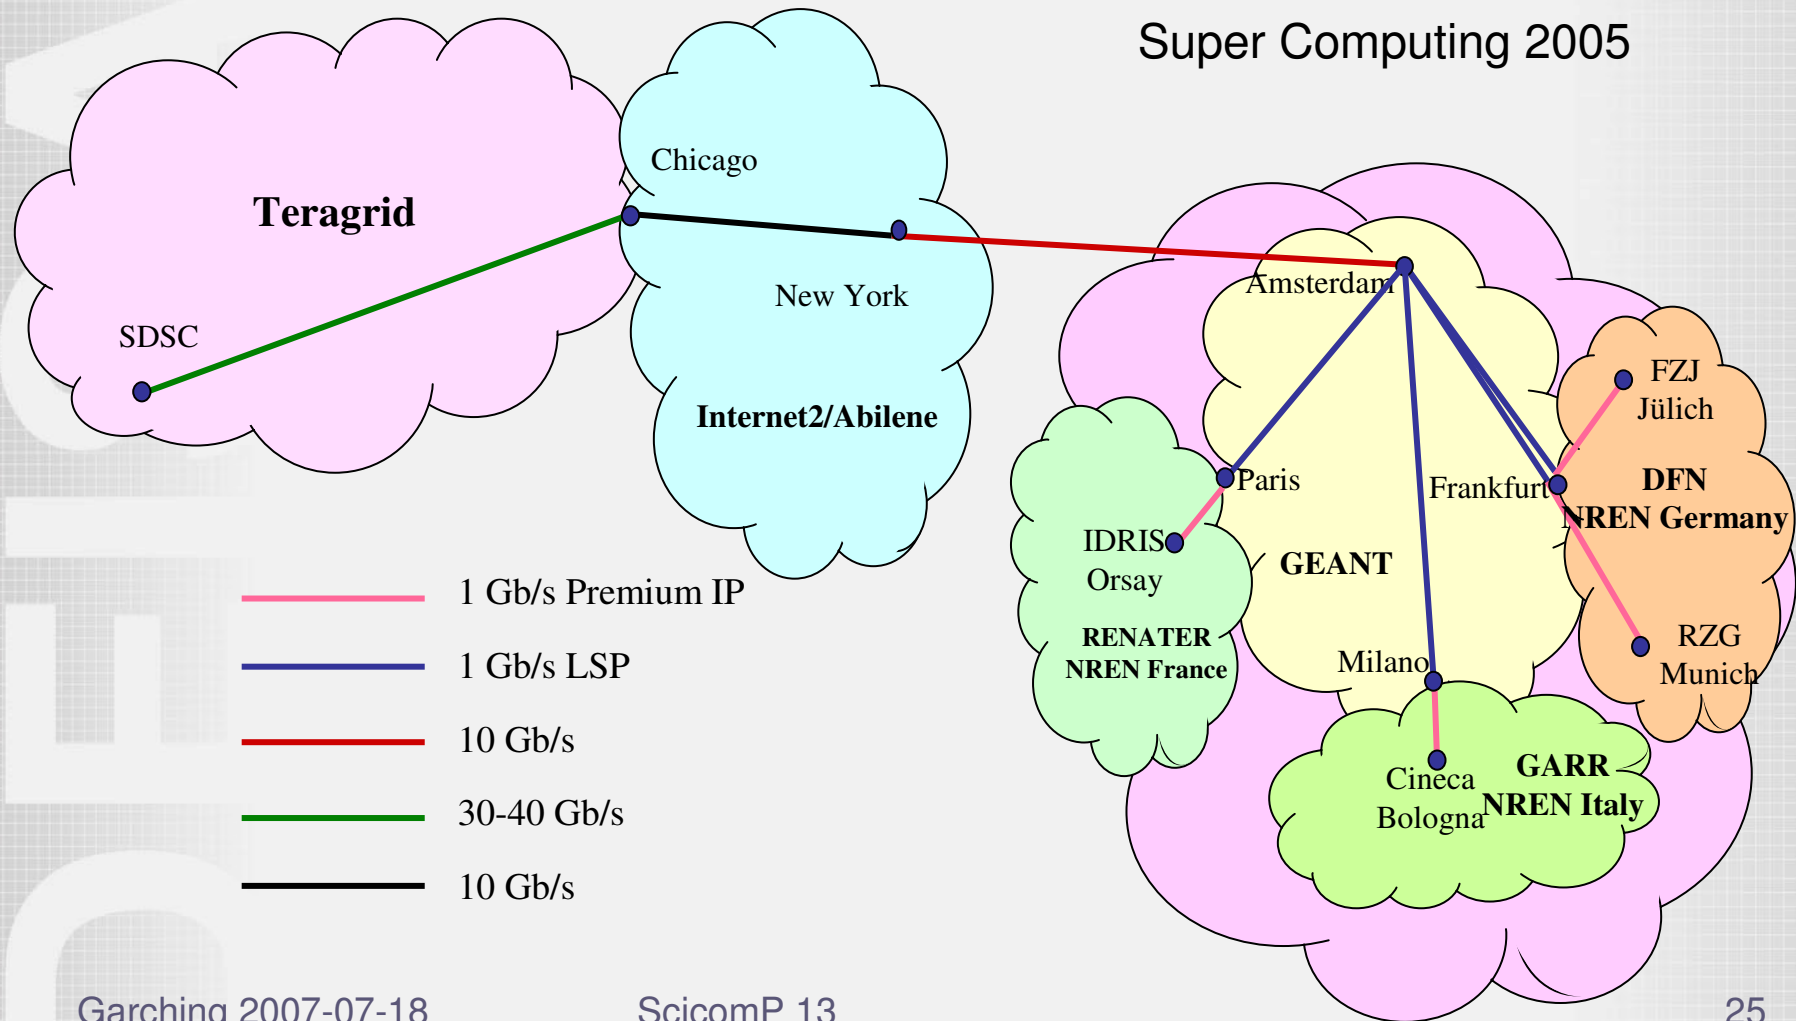 Super Computing 2005
Chicago
Teragrid
New York
Amsterdam
SDSC
FZJ
Jülich
Internet2/Abilene
Paris
Frankfurt
DFN
NREN Germany
IDRIS
Orsay
GEANT
1 Gb/s Premium IP
RENATER
NREN France
RZG
Munich
1 Gb/s LSP
Milano
10 Gb/s
GARR
NREN Italy
Cineca
Bologna
30-40 Gb/s
10 Gb/s
Garching 2007-07-18
ScicomP 13
25